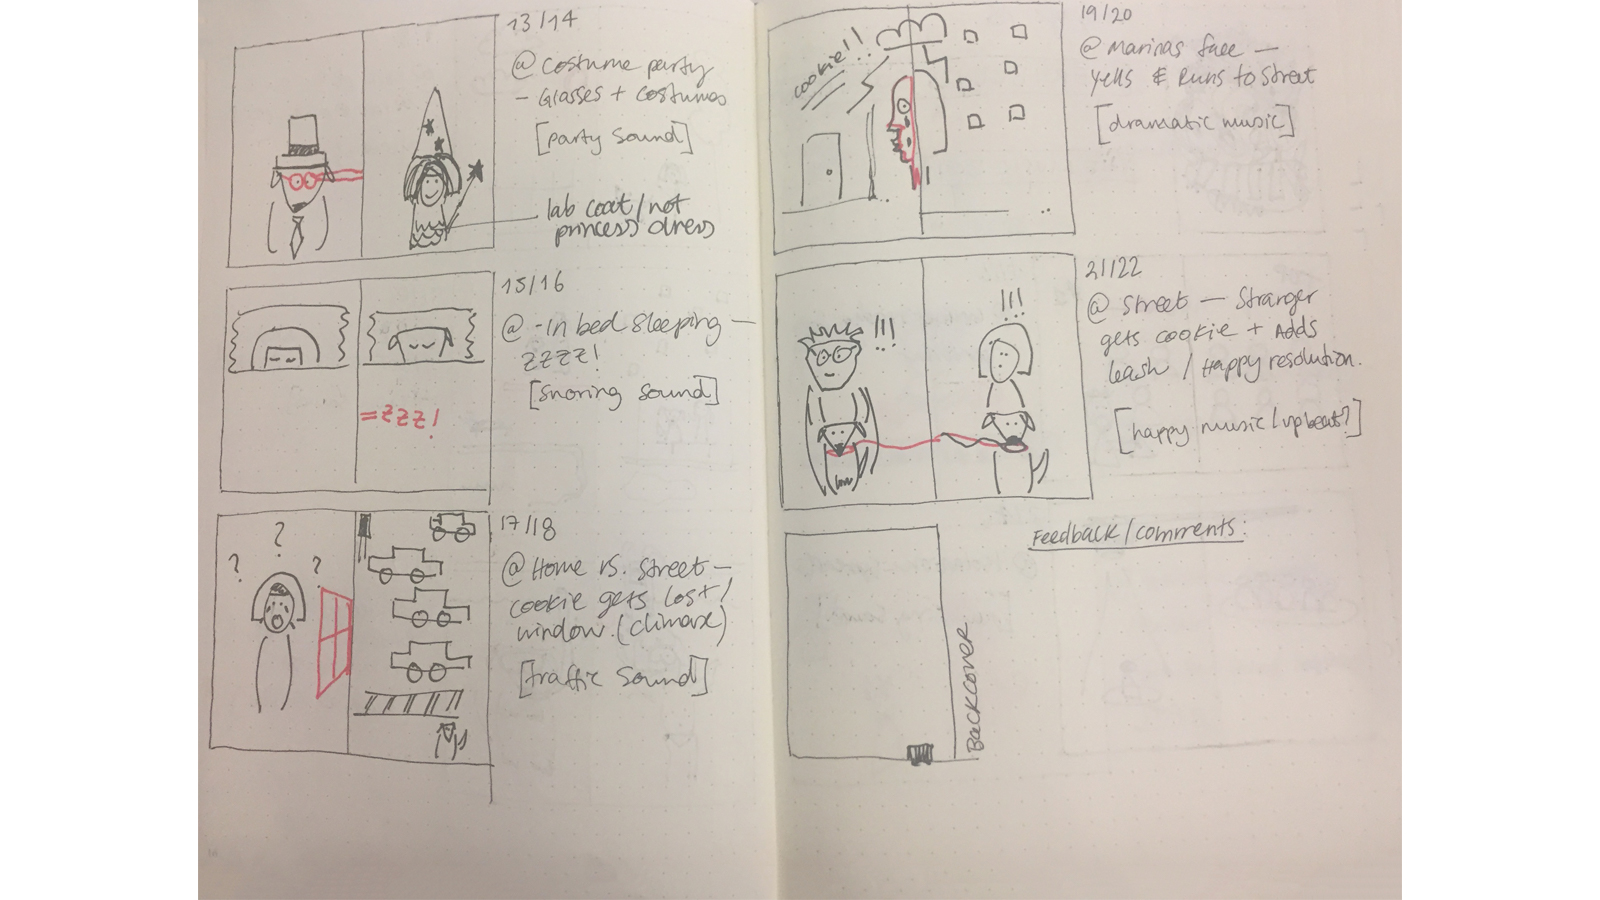 13/14
@ costume party
- Glasses + costumes
[party sound]
lab coat/not
princess dress
15/16
@ - In bed sleeping -
zzzz!
[snoring sound]
=zzz!
17/18
? ? ?
@ Home vs. street -
cookie gets lost/
window. (climax)
[traffic sound]
19/20
@ Marinas face -
Yells & Runs to street
[dramatic music]
cookie!!
21/22
@ street - Stranger
gets cookie + Adds
leash / Happy resolution.
[happy music/upbeat?]
!!!
!!!
Feedback/comments:
Backcover